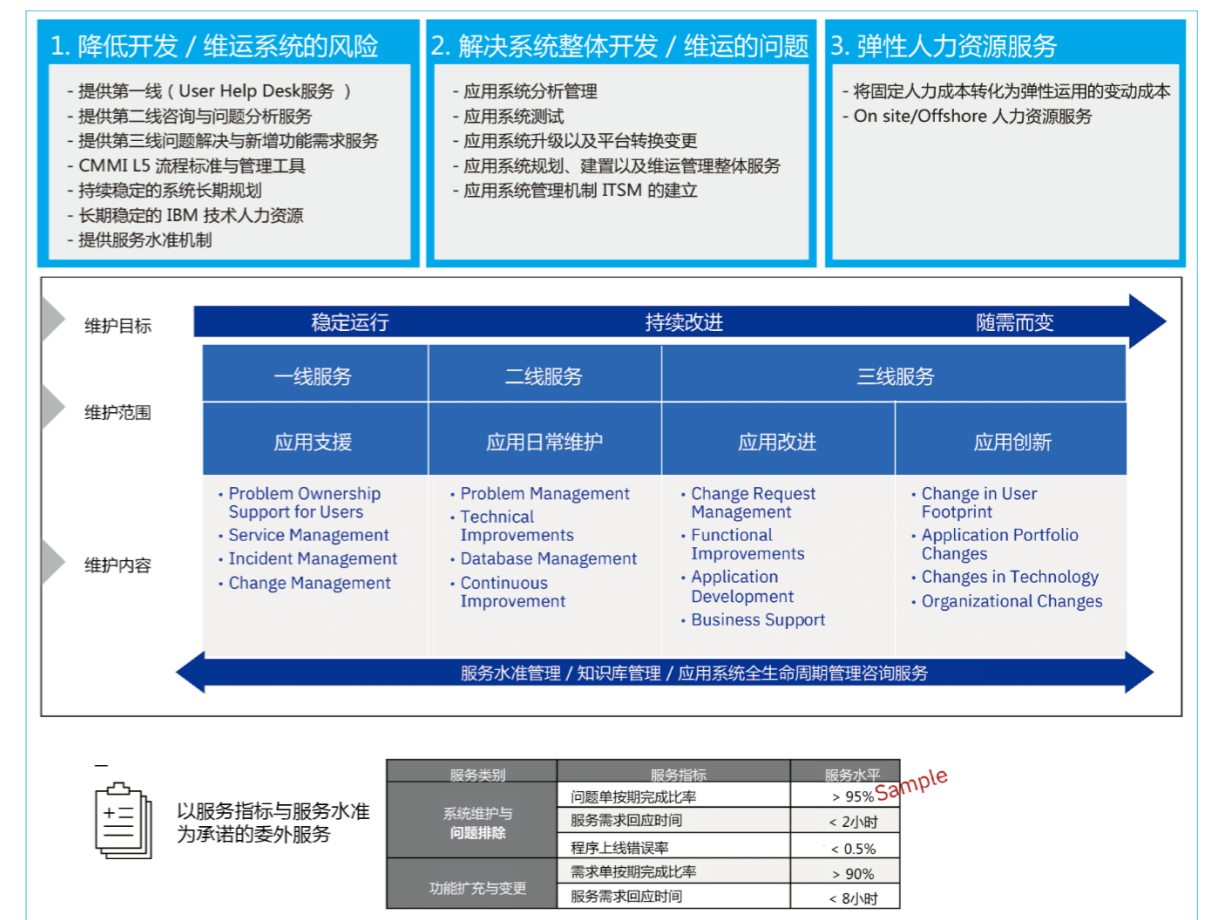 1. 降低开发 / 维运系统的风险
- 提供第一线 ( User Help Desk服务 )
- 提供第二线咨询与问题分析服务
- 提供第三线问题解决与新增功能需求服务
- CMMI L5 流程标准与管理工具
- 持续稳定的系统长期规划
- 长期稳定的 IBM 技术人力资源
- 提供服务水准机制
2. 解决系统整体开发 / 维运的问题
- 应用系统分析管理
- 应用系统测试
- 应用系统升级以及平台转换变更
- 应用系统规划、建置以及维运管理整体服务
- 应用系统管理机制 ITSM 的建立
3. 弹性人力资源服务
- 将固定人力成本转化为弹性运用的变动成本
- On site/Offshore 人力资源服务
维护目标
稳定运行
持续改进
随需而变
维护范围
一线服务
二线服务
三线服务
应用支援
应用日常维护
应用改进
应用创新
维护内容
• Problem Ownership
Support for Users
• Service Management
• Incident Management
• Change Management
• Problem Management
• Technical
Improvements
• Database Management
• Continuous
Improvement
• Change Request
Management
• Functional
Improvements
• Application
Development
• Business Support
• Change in User
Footprint
• Application Portfolio
Changes
• Changes in Technology
• Organizational Changes
服务水准管理 / 知识库管理 / 应用系统全生命周期管理咨询服务
以服务指标与服务水准
为承诺的委外服务
服务类别 服务指标 服务水平
Sample
系统维护与
问题排除
问题单按期完成比率 > 95%
服务需求回应时间 < 2小时
程序上线错误率 < 0.5%
功能扩充与变更
需求单按期完成比率 > 90%
服务需求回应时间 < 8小时